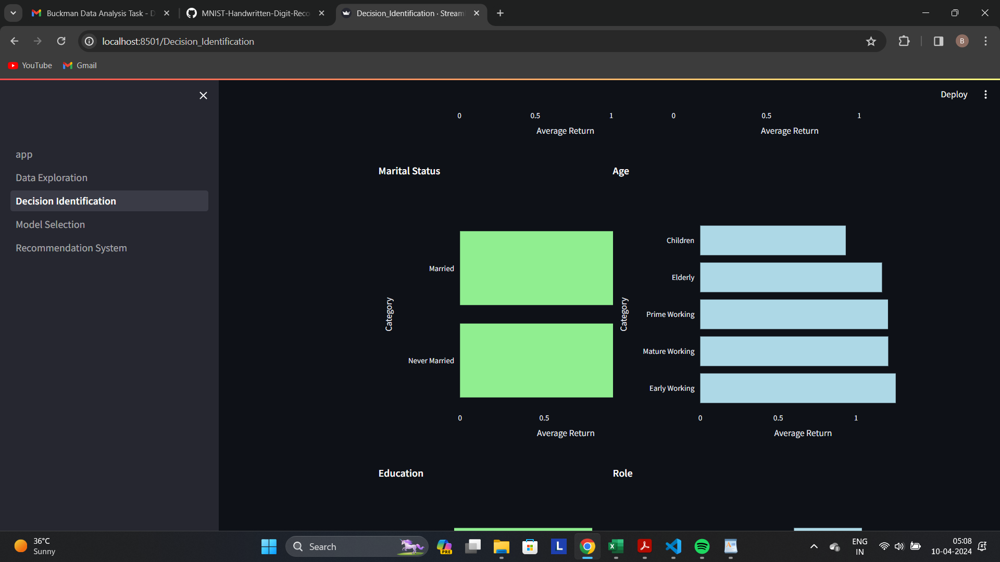 Buckman Data Analysis Task - D
MNIST-Handwritten-Digit-Reco
Decision_Identification · Stream
localhost:8501/Decision_Identification
B
YouTube
Gmail
Deploy
app
Data Exploration
Decision Identification
Model Selection
Recommendation System
0 0.5 1
Average Return
0 0.5 1
Average Return
Marital Status
Category
Married
Never Married
0 0.5
Average Return
Age
Category
Children
Elderly
Prime Working
Mature Working
Early Working
0 0.5 1
Average Return
Education
Role
36°C
Sunny
Search
PRE
L
ENG
IN
05:08
10-04-2024